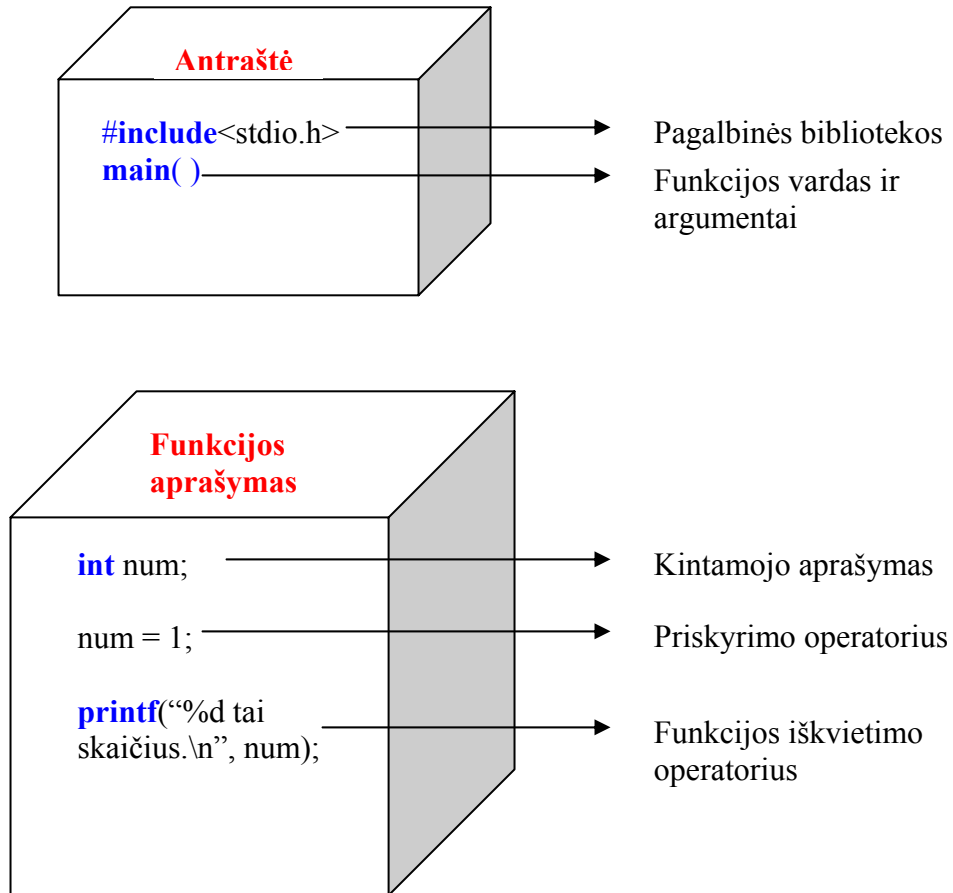 Antraštė
#include<stdio.h>
main( )
Pagalbinės bibliotekos
Funkcijos vardas ir
argumentai
Funkcijos
aprašymas
int num;
Kintamojo aprašymas
num = 1;
Priskyrimo operatorius
printf(“%d tai
skaičius.\n”, num);
Funkcijos iškvietimo
operatorius